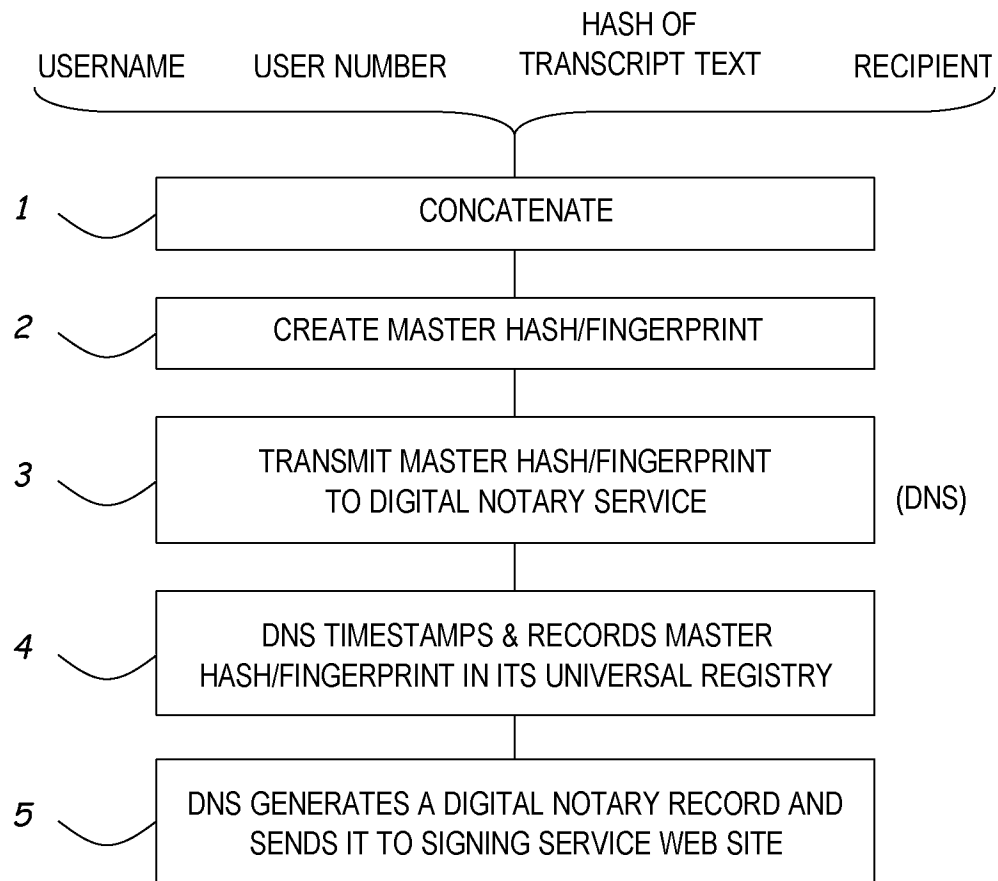 USERNAME USER NUMBER HASH OF TRANSCRIPT TEXT RECIPIENT
1 CONCATENATE
2 CREATE MASTER HASH/FINGERPRINT
3 TRANSMIT MASTER HASH/FINGERPRINT
TO DIGITAL NOTARY SERVICE (DNS)
4 DNS TIMESTAMPS & RECORDS MASTER
HASH/FINGERPRINT IN ITS UNIVERSAL REGISTRY
5 DNS GENERATES A DIGITAL NOTARY RECORD AND
SENDS IT TO SIGNING SERVICE WEB SITE